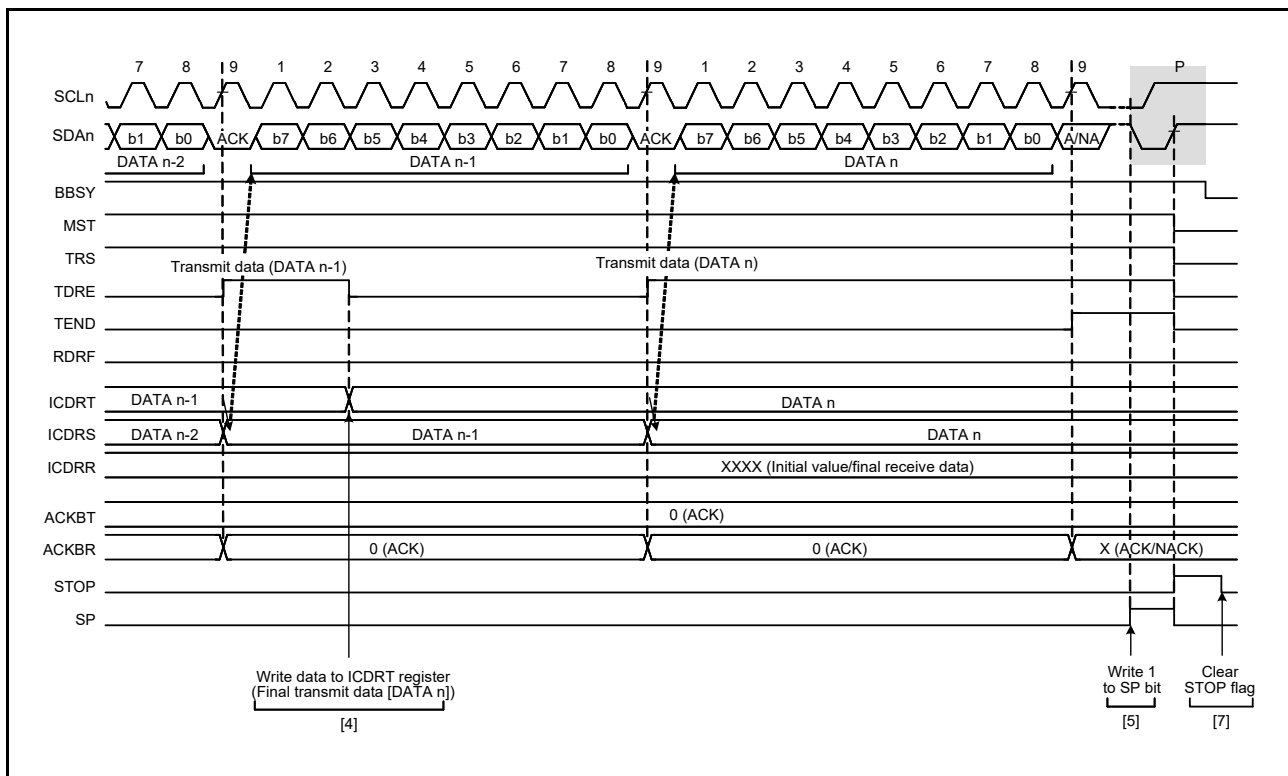 7 8 9 1 2 3 4 5 6 7 8 9 1 2 3 4 5 6 7 8 9 P
SCLn
SDAn b1 b0 ACK b7 b6 b5 b4 b3 b2 b1 b0 ACK b7 b6 b5 b4 b3 b2 b1 b0 A/NA
DATA n-2 DATA n-1 DATA n
BBSY
MST
TRS
Transmit data (DATA n-1) Transmit data (DATA n)
TDRE
TEND
RDRF
ICDRT DATA n-1 DATA n
ICDRS DATA n-2 DATA n-1 DATA n
ICDRR XXXX (Initial value/final receive data)
ACKBT 0 (ACK)
ACKBR 0 (ACK) 0 (ACK) X (ACK/NACK)
STOP
SP
Write data to ICDRT register
(Final transmit data [DATA n])
[4]
Write 1
to SP bit
[5]
Clear
STOP flag
[7]